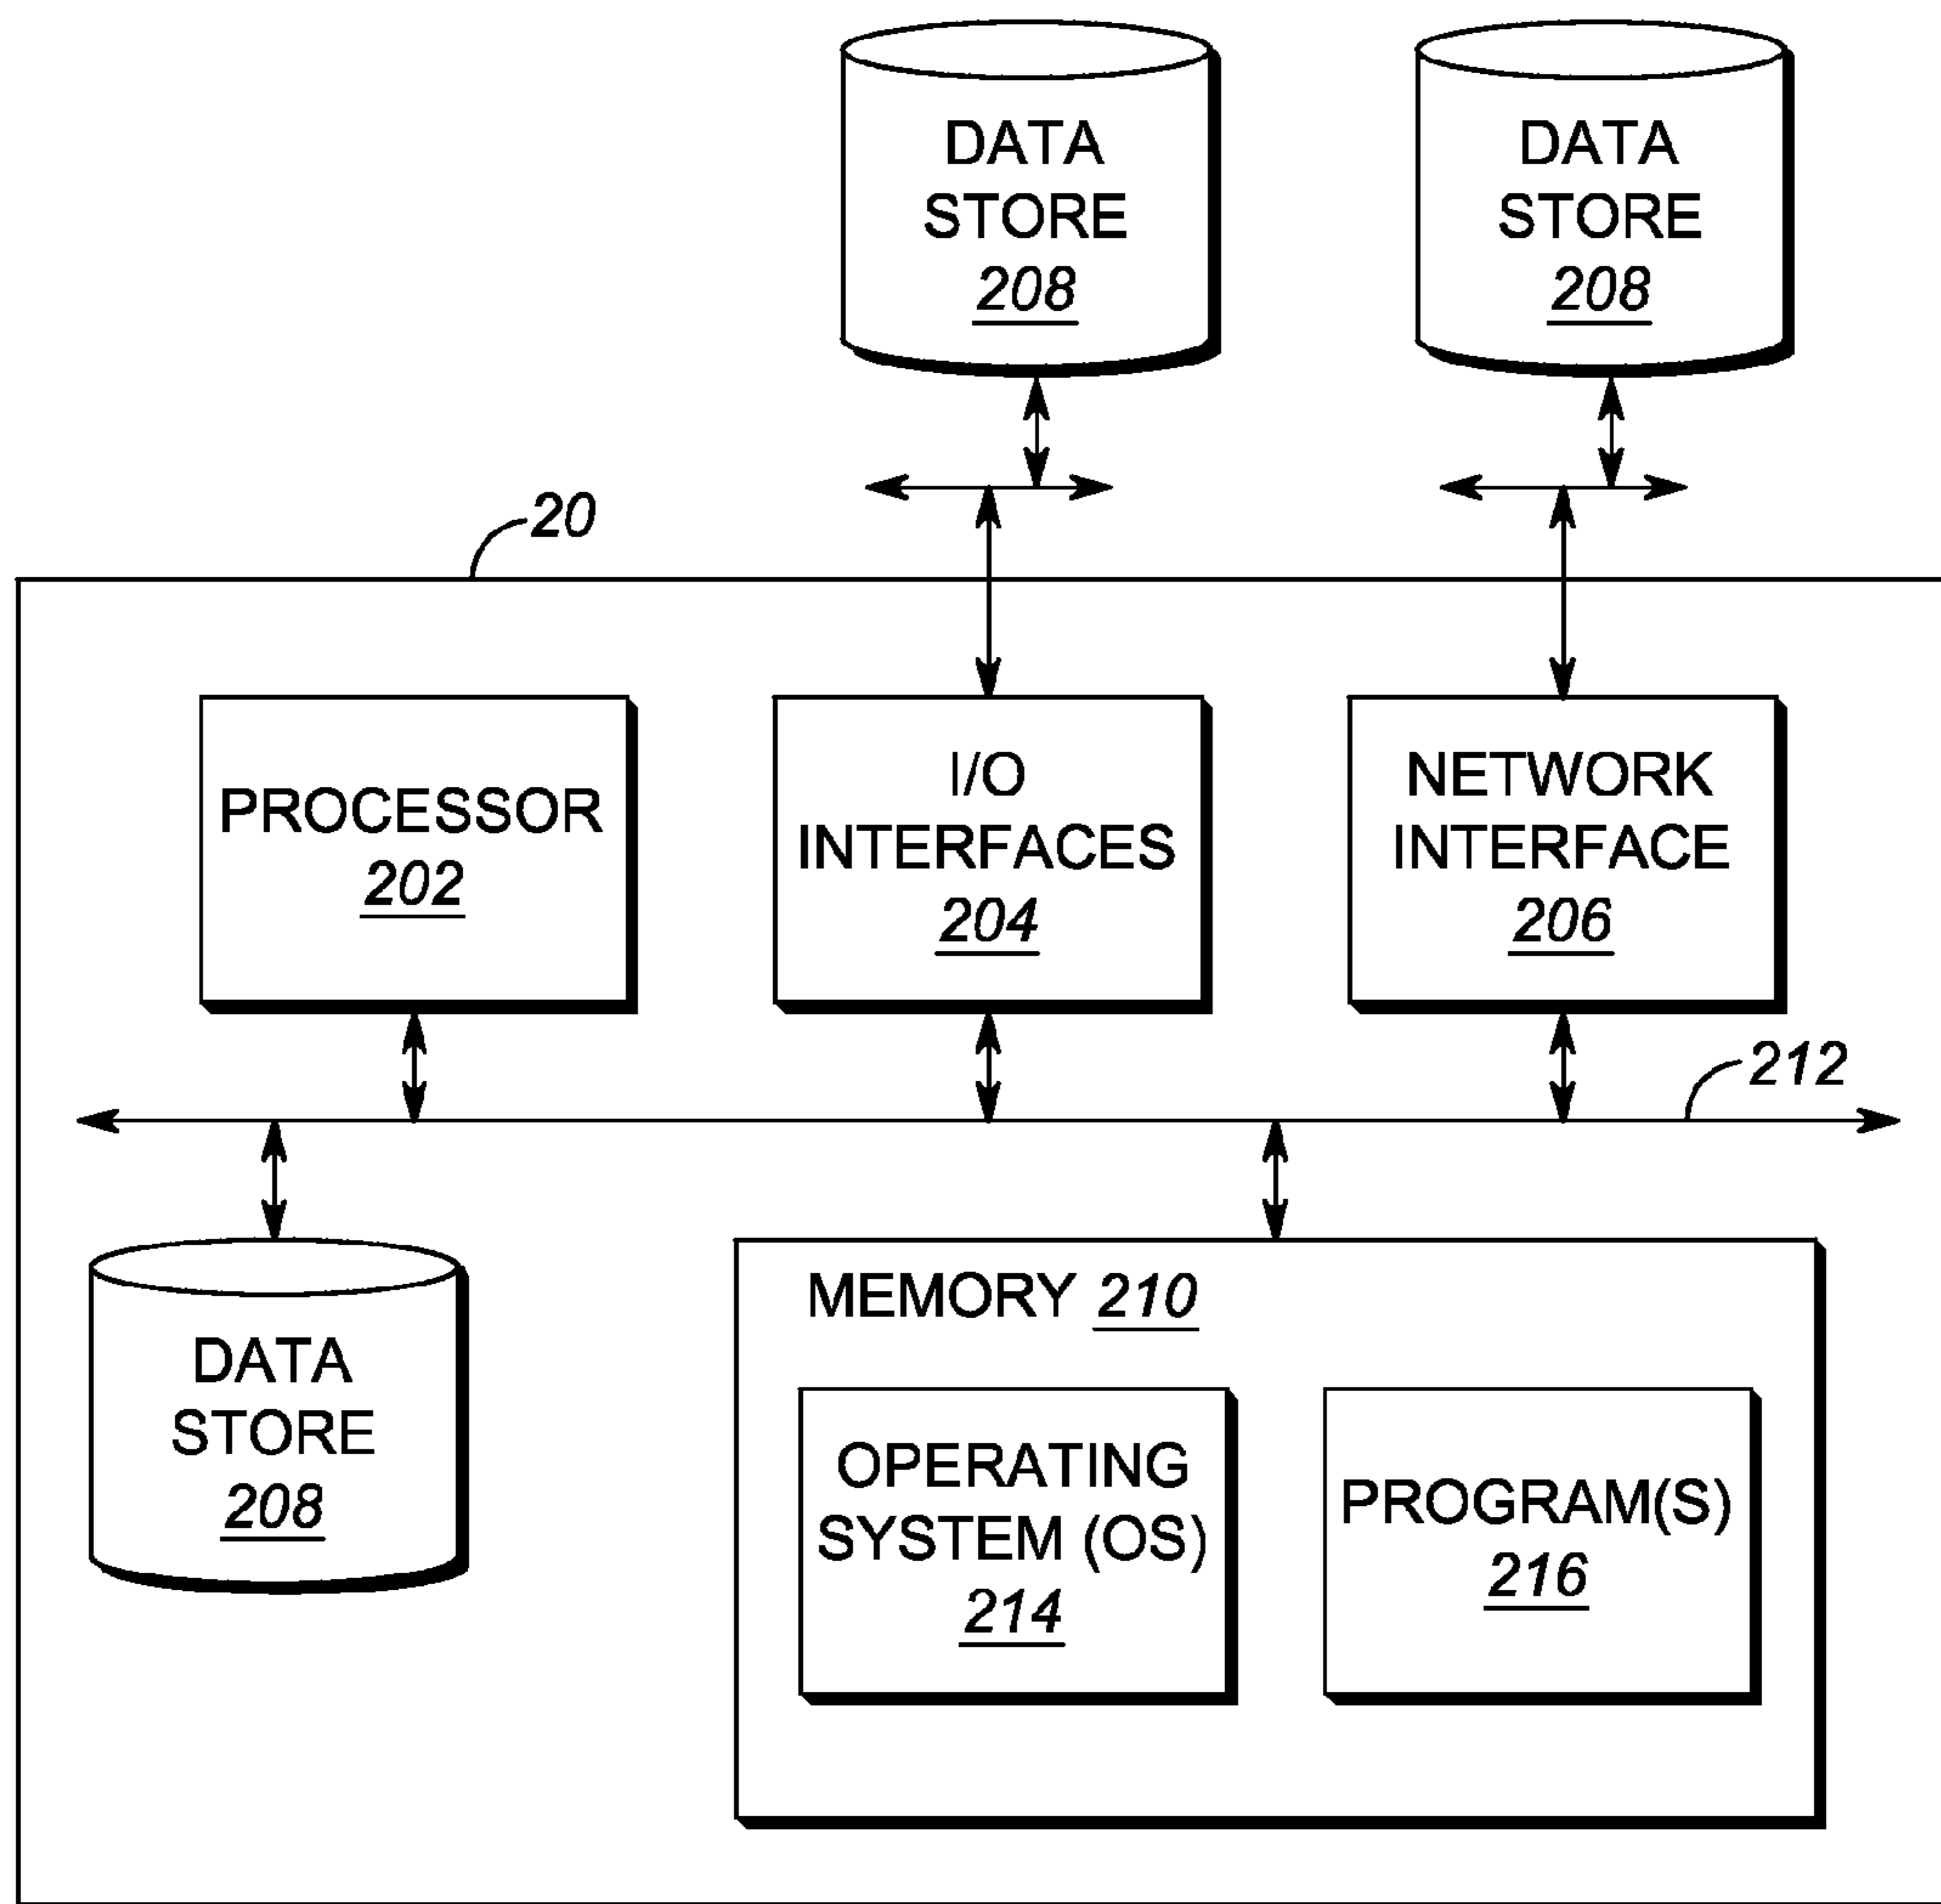 DATA
STORE
208
DATA
STORE
208
20
PROCESSOR
202
I/O
INTERFACES
204
NETWORK
INTERFACE
206
212
DATA
STORE
208
MEMORY 210
OPERATING
SYSTEM (OS)
214
PROGRAM(S)
216